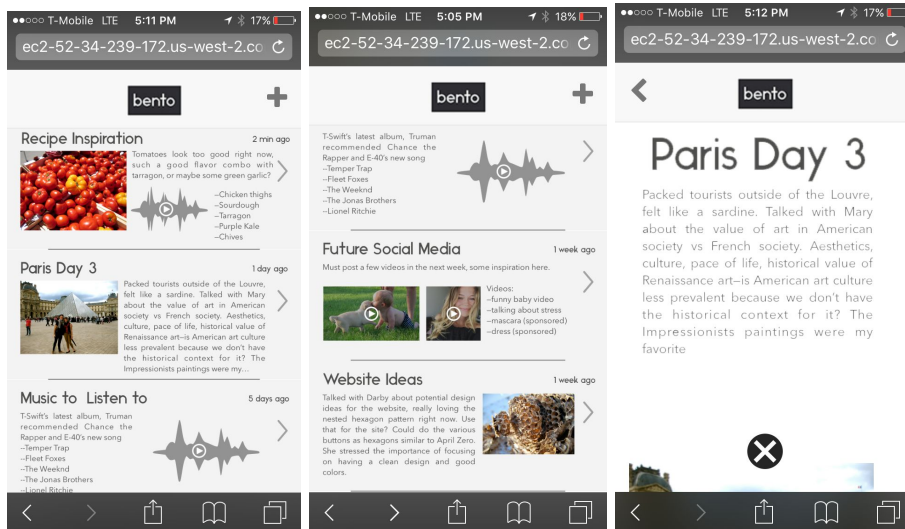 T-Mobile LTE 5:11 PM 17%
ec2-52-34-239-172.us-west-2.co
bento
Recipe Inspiration 2 min ago
Tomatoes look too good right now,
such a good flavor combo with
tarragon, or maybe some green garlic?
–Chicken thighs
–Sourdough
–Tarragon
–Purple Kale
–Chives
Paris Day 3 1 day ago
Packed tourists outside of the Louvre,
felt like a sardine. Talked with Mary
about the value of art in American
society vs French society. Aesthetics,
culture, pace of life, historical value of
Renaissance art–is American art culture
less prevalent because we don't have
the historical context for it? The
Impressionists paintings were my...
Music to Listen to 5 days ago
T-Swift's latest album, Truman
recommended Chance the
Rapper and E-40's new song
–Temper Trap
–Fleet Foxes
–The Weeknd
–The Jonas Brothers
–Lionel Ritchie
T-Mobile LTE 5:05 PM 18%
ec2-52-34-239-172.us-west-2.co
bento
T-Swift's latest album, Truman
recommended Chance the
Rapper and E-40's new song
–Temper Trap
–Fleet Foxes
–The Weeknd
–The Jonas Brothers
–Lionel Ritchie
Future Social Media 1 week ago
Must post a few videos in the next week, some inspiration here.
Videos:
–funny baby video
–talking about stress
–mascara (sponsored)
–dress (sponsored)
Website Ideas 1 week ago
Talked with Darby about potential design
ideas for the website, really loving the
nested hexagon pattern right now. Use
that for the site? Could do the various
buttons as hexagons similar to April Zero.
She stressed the importance of focusing
on having a clean design and good
colors.
T-Mobile LTE 5:12 PM 17%
ec2-52-34-239-172.us-west-2.co
bento
Paris Day 3
Packed tourists outside of the Louvre,
felt like a sardine. Talked with Mary
about the value of art in American
society vs French society. Aesthetics,
culture, pace of life, historical value of
Renaissance art–is American art culture
less prevalent because we don't have
the historical context for it? The
Impressionists paintings were my
favorite